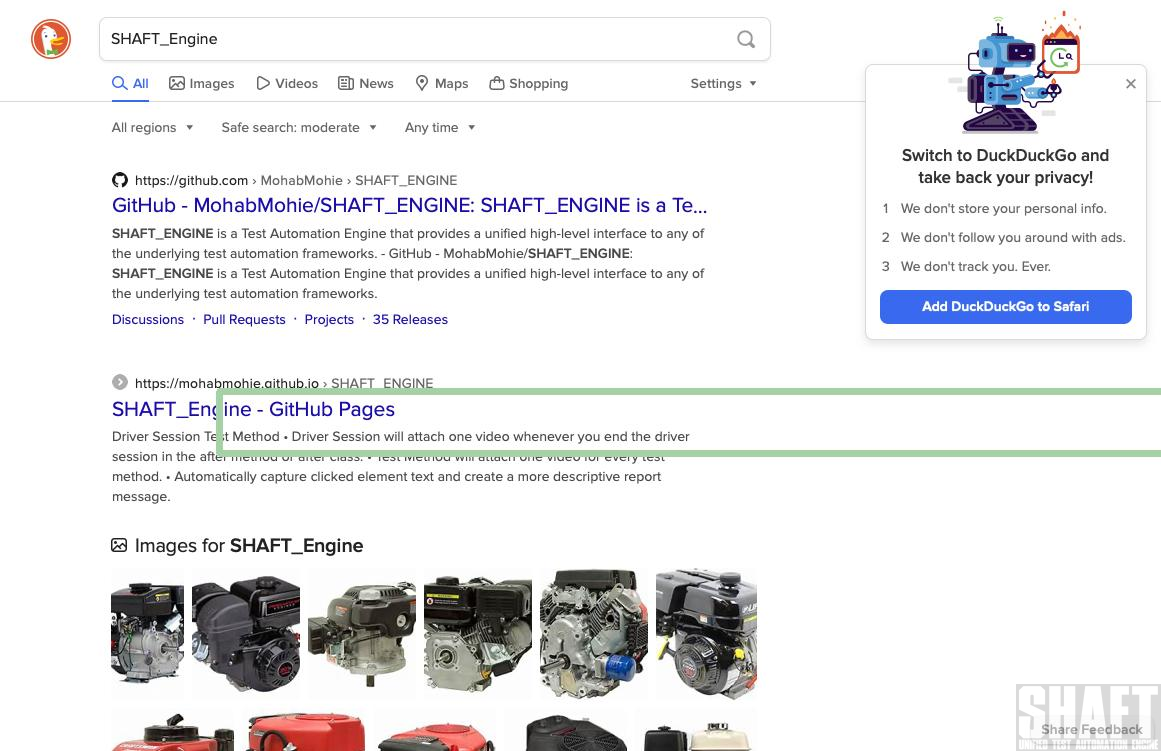 SHAFT_Engine
All Images Videos News Maps Shopping Settings
All regions Safe search: moderate Any time
https://github.com › MohabMohie › SHAFT_ENGINE
GitHub - MohabMohie/SHAFT_ENGINE: SHAFT_ENGINE is a Te...
SHAFT_ENGINE is a Test Automation Engine that provides a unified high-level interface to any of
the underlying test automation frameworks. - GitHub - MohabMohie/SHAFT_ENGINE:
SHAFT_ENGINE is a Test Automation Engine that provides a unified high-level interface to any of
the underlying test automation frameworks.
Discussions · Pull Requests · Projects · 35 Releases
https://mohabmohie.github.io › SHAFT_ENGINE
SHAFT_Engine - GitHub Pages
Driver Session Test Method • Driver Session will attach one video whenever you end the driver
session in the after method or after class. • Test Method will attach one video for every test
method. • Automatically capture clicked element text and create a more descriptive report
message.
Images for SHAFT_Engine
Switch to DuckDuckGo and
take back your privacy!
1 We don't store your personal info.
2 We don't follow you around with ads.
3 We don't track you. Ever.
Add DuckDuckGo to Safari
SHAFT
Share Feedback